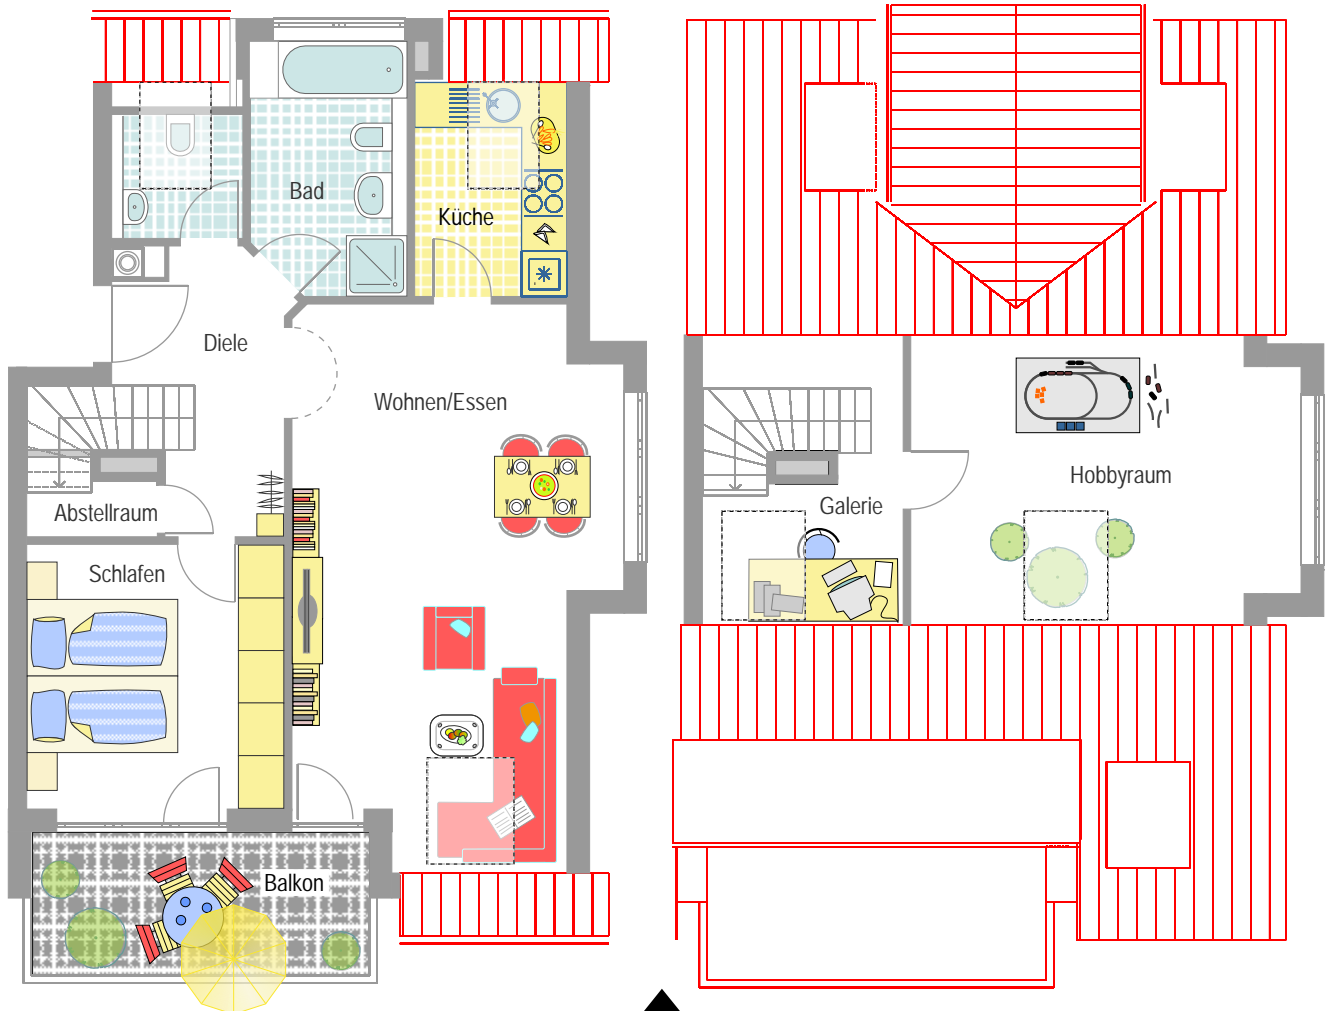 Bad
Küche
Diele
Wohnen/Essen
Hobbyraum
Galerie
Abstellraum
Schlafen
Balkon